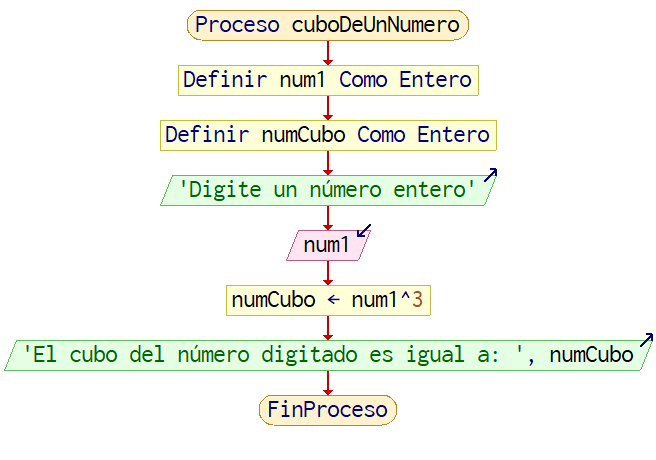 Proceso cuboDeUnNumero
Definir num1 Como Entero
Definir numCubo Como Entero
'Digite un número entero'
num1
numCubo ← num1^3
'El cubo del número digitado es igual a: ', numCubo
FinProceso